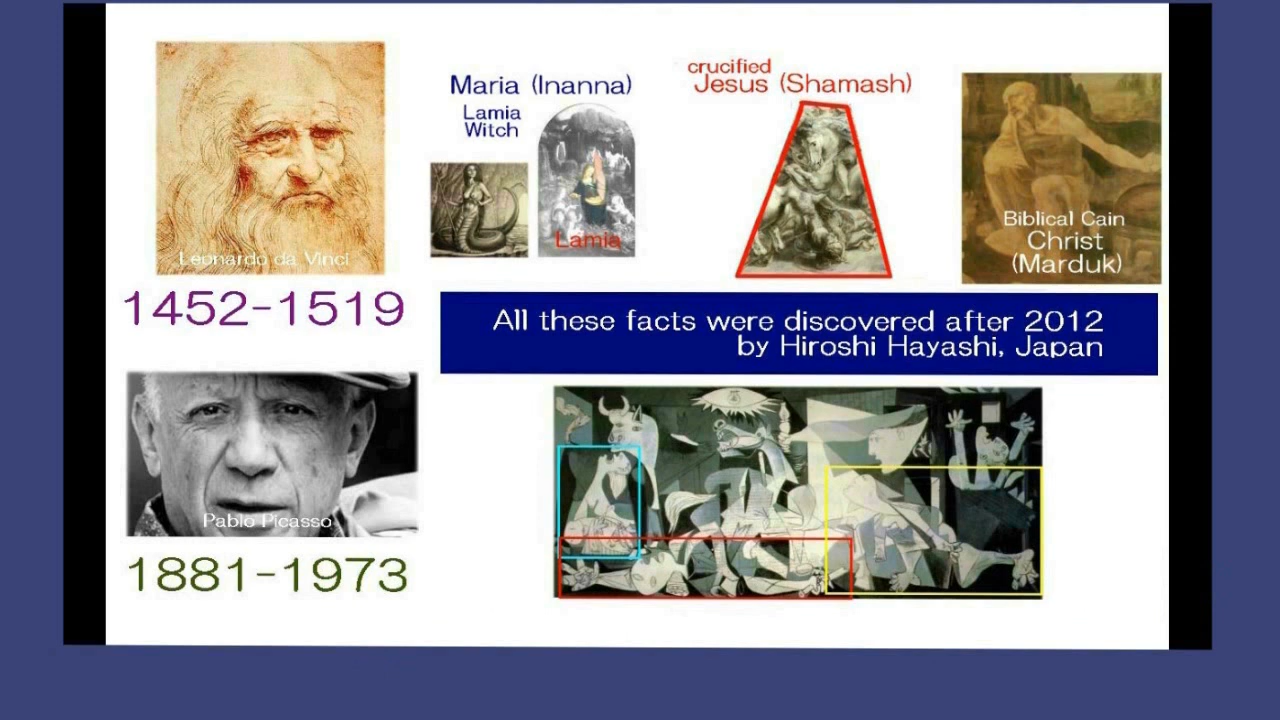 Leonardo da Vinci
1452-1519
Maria (Inanna)
Lamia
Witch
Lamia
crucified
Jesus (Shamash)
Biblical Cain
Christ
(Marduk)
All these facts were discovered after 2012
by Hiroshi Hayashi, Japan
Pablo Picasso
1881-1973